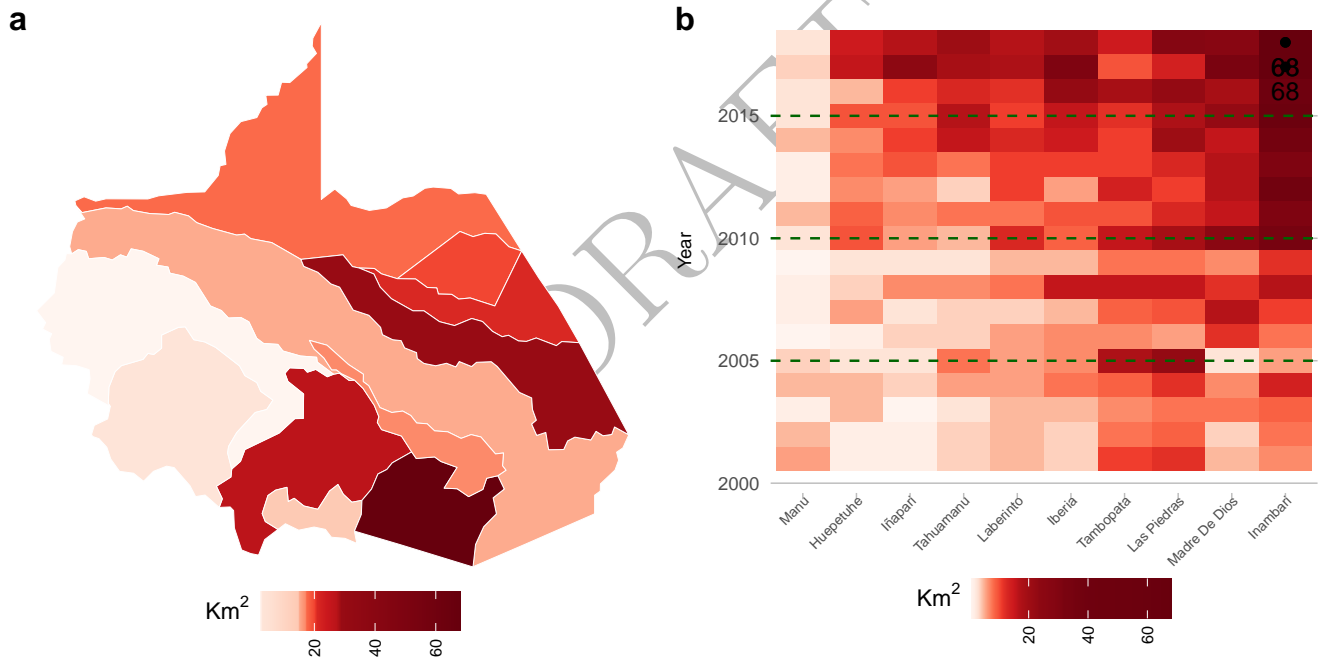 a
Km2
20
40
60
b
DRAFT
Year
2015
2010
2005
2000
68
68
Manú
Huepetuhe
Iñapari
Tahuamanu
Laberinto
Iberia
Tambopata
Las Piedras
Madre De Dios
Inambari
Km2
20
40
60